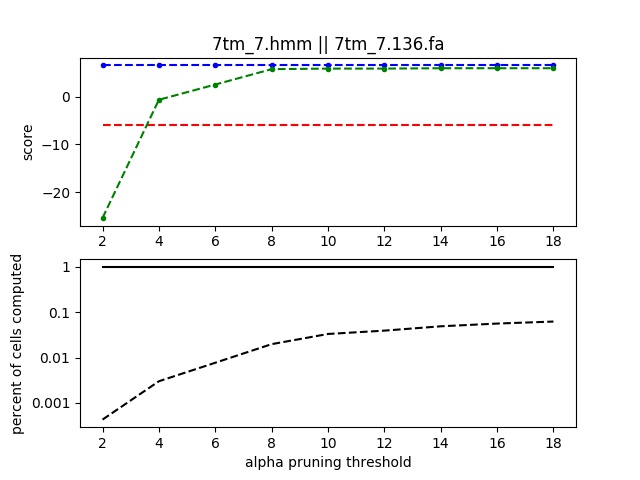 7tm_7.hmm || 7tm_7.136.fa
score
0
−10
−20
2 4 6 8 10 12 14 16 18
percent of cells computed
1
0.1
0.01
0.001
2 4 6 8 10 12 14 16 18
alpha pruning threshold